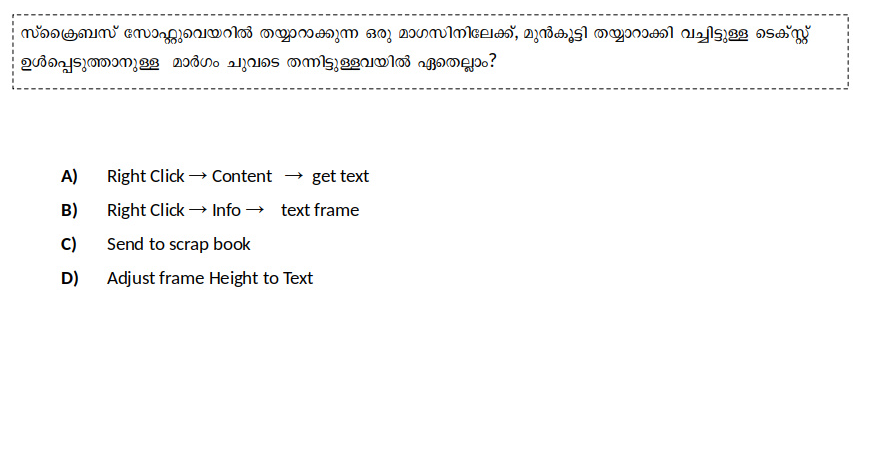 സ്ക്രൈബസ് സോഫ്റ്റുവെയറിൽ തയ്യാറാക്കുന്ന ഒരു മാഗസിനിലേക്ക്, മുൻകൂട്ടി തയ്യാറാക്കി വച്ചിട്ടുള്ള ടെക്സ്റ്റ്
ഉൾപ്പെടുത്താനുള്ള മാർഗം ചുവടെ തന്നിട്ടുള്ളവയിൽ ഏതെല്ലാം?
A) Right Click → Content → get text
B) Right Click → Info → text frame
C) Send to scrap book
D) Adjust frame Height to Text